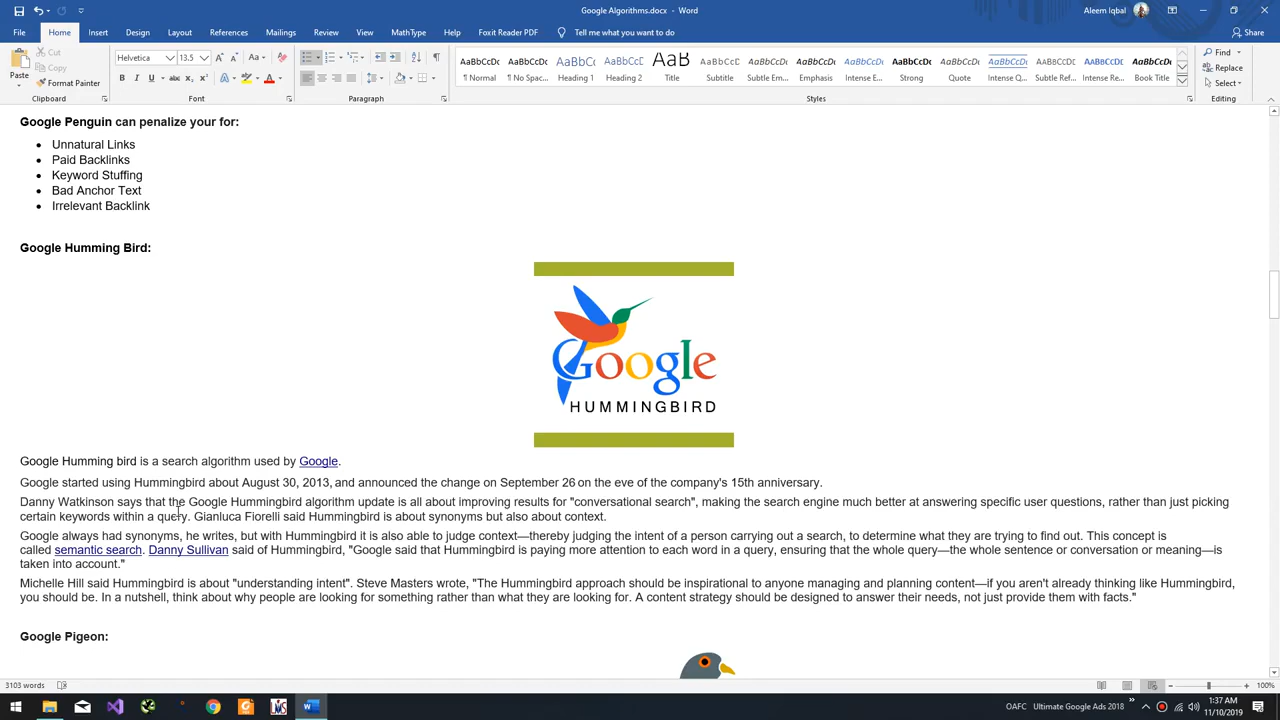 Google Algorithms.docx - Word
Aleem Iqbal
File Home Insert Draw Design Layout References Mailings Review View MathType Foxit Reader PDF Tell me what you want to do Share
Paste
Cut
Copy
Format Painter
Helvetica 13.5
B I U abc x₂ x²
AaBbCcDc AaBbCcDc AaBbCc AaBbCcC AaB AaBbCcC AaBbCcDc AaBbCcDc AaBbCcDc AaBbCcDc AaBbCcDc AaBbCcDc AaBbCcDc AaBbCcDc AaBbCcDc
¶ Normal ¶ No Spac... Heading 1 Heading 2 Title Subtitle Subtle Em... Emphasis Intense E... Strong Quote Intense Q... Subtle Ref... Intense Re... Book Title
Find
Replace
Select
Clipboard Font Paragraph Styles Editing
Google Penguin can penalize your for:
• Unnatural Links
• Paid Backlinks
• Keyword Stuffing
• Bad Anchor Text
• Irrelevant Backlink
Google Humming Bird:
Google
HUMMINGBIRD
Google Humming bird is a search algorithm used by Google.
Google started using Hummingbird about August 30, 2013, and announced the change on September 26 on the eve of the company's 15th anniversary.
Danny Watkinson says that the Google Hummingbird algorithm update is all about improving results for "conversational search", making the search engine much better at answering specific user questions, rather than just picking
certain keywords within a query. Gianluca Fiorelli said Hummingbird is about synonyms but also about context.
Google always had synonyms, he writes, but with Hummingbird it is also able to judge context—thereby judging the intent of a person carrying out a search, to determine what they are trying to find out. This concept is
called semantic search. Danny Sullivan said of Hummingbird, "Google said that Hummingbird is paying more attention to each word in a query, ensuring that the whole query—the whole sentence or conversation or meaning—is
taken into account."
Michelle Hill said Hummingbird is about "understanding intent". Steve Masters wrote, "The Hummingbird approach should be inspirational to anyone managing and planning content—if you aren't already thinking like Hummingbird,
you should be. In a nutshell, think about why people are looking for something rather than what they are looking for. A content strategy should be designed to answer their needs, not just provide them with facts."
Google Pigeon:
3103 words
100%
OAFC Ultimate Google Ads 2018
1:37 AM
11/10/2019